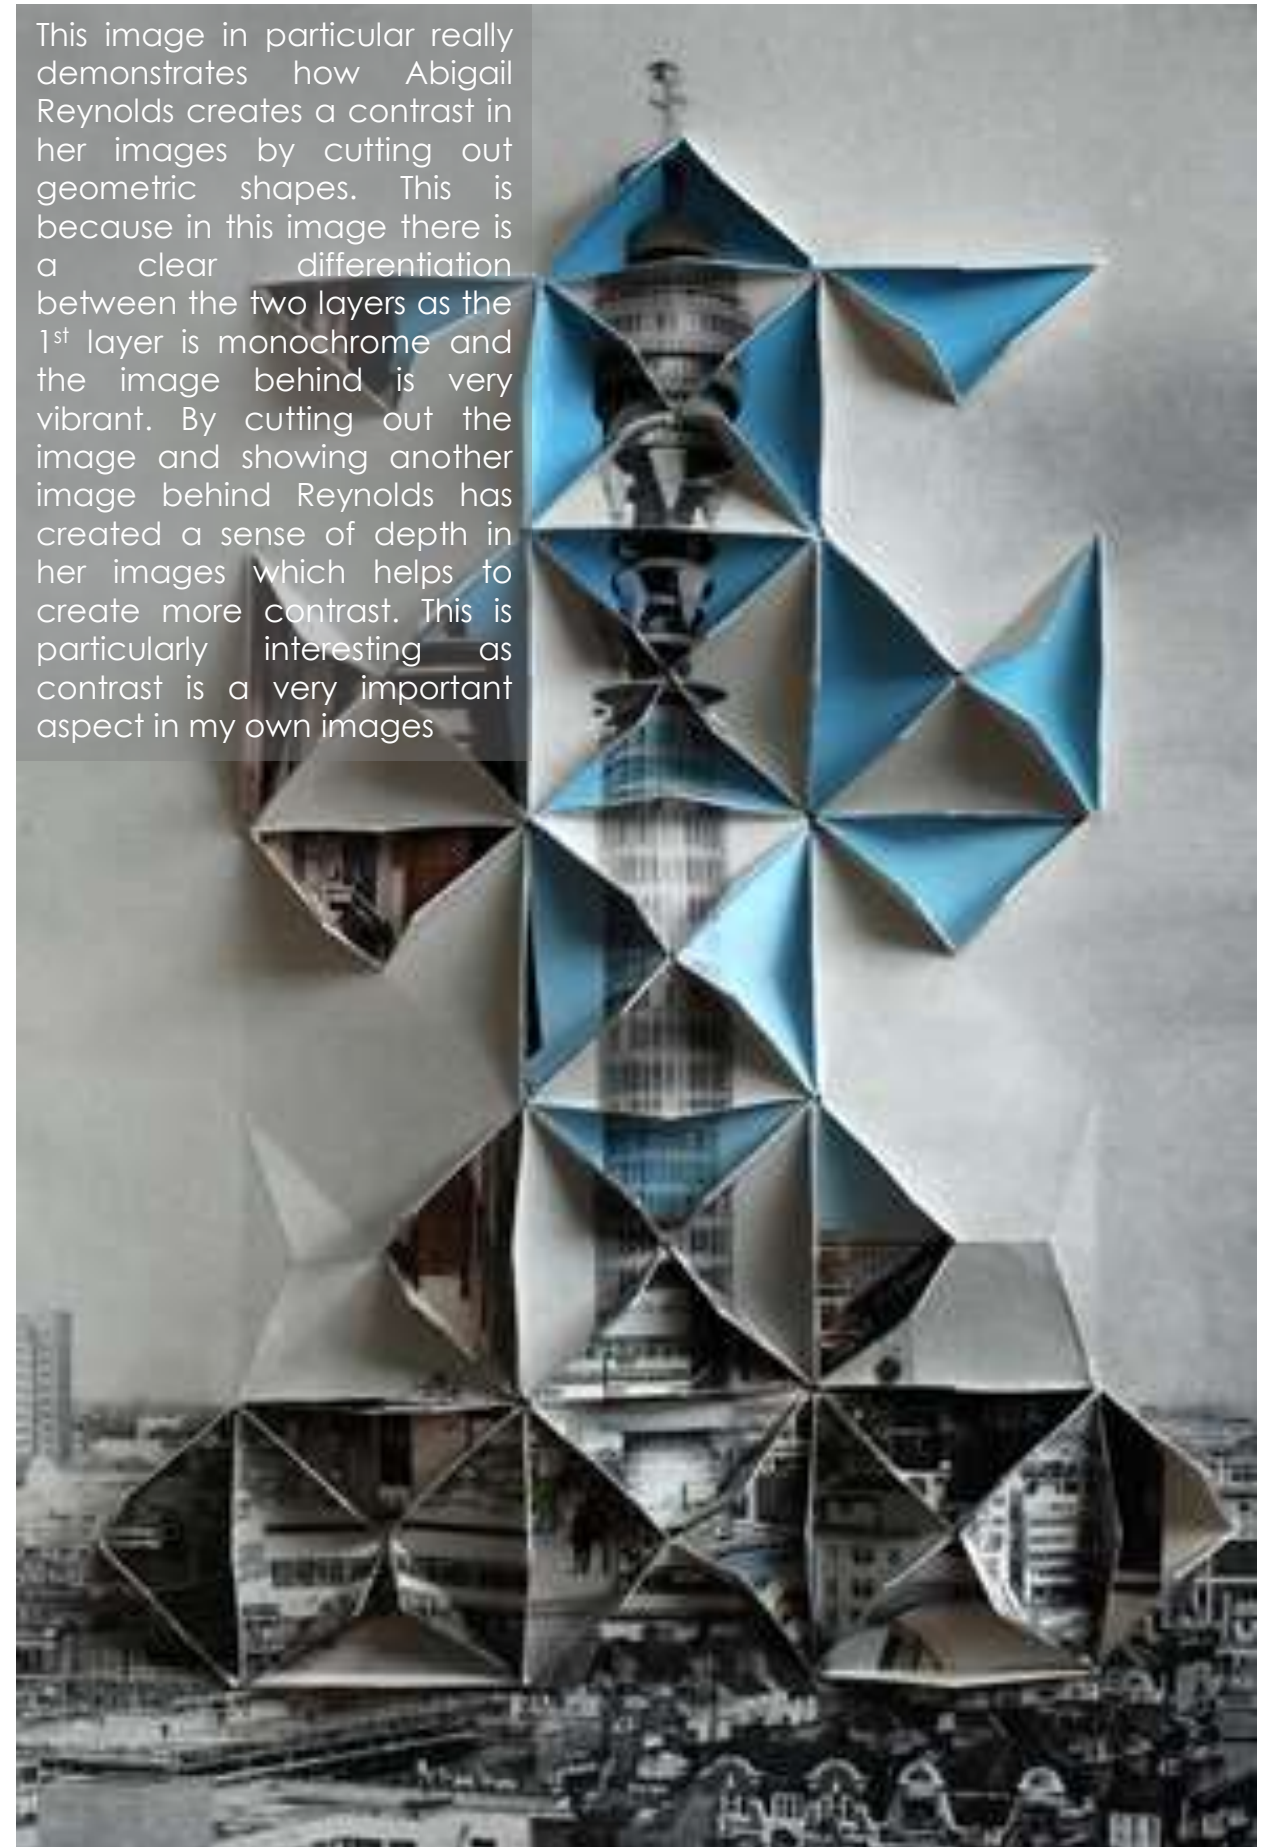 This image in particular really
demonstrates how Abigail
Reynolds creates a contrast in
her images by cutting out
geometric shapes. This is
because in this image there is
a clear differentiation
between the two layers as the
1st layer is monochrome and
the image behind is very
vibrant. By cutting out the
image and showing another
image behind Reynolds has
created a sense of depth in
her images which helps to
create more contrast. This is
particularly interesting as
contrast is a very important
aspect in my own images